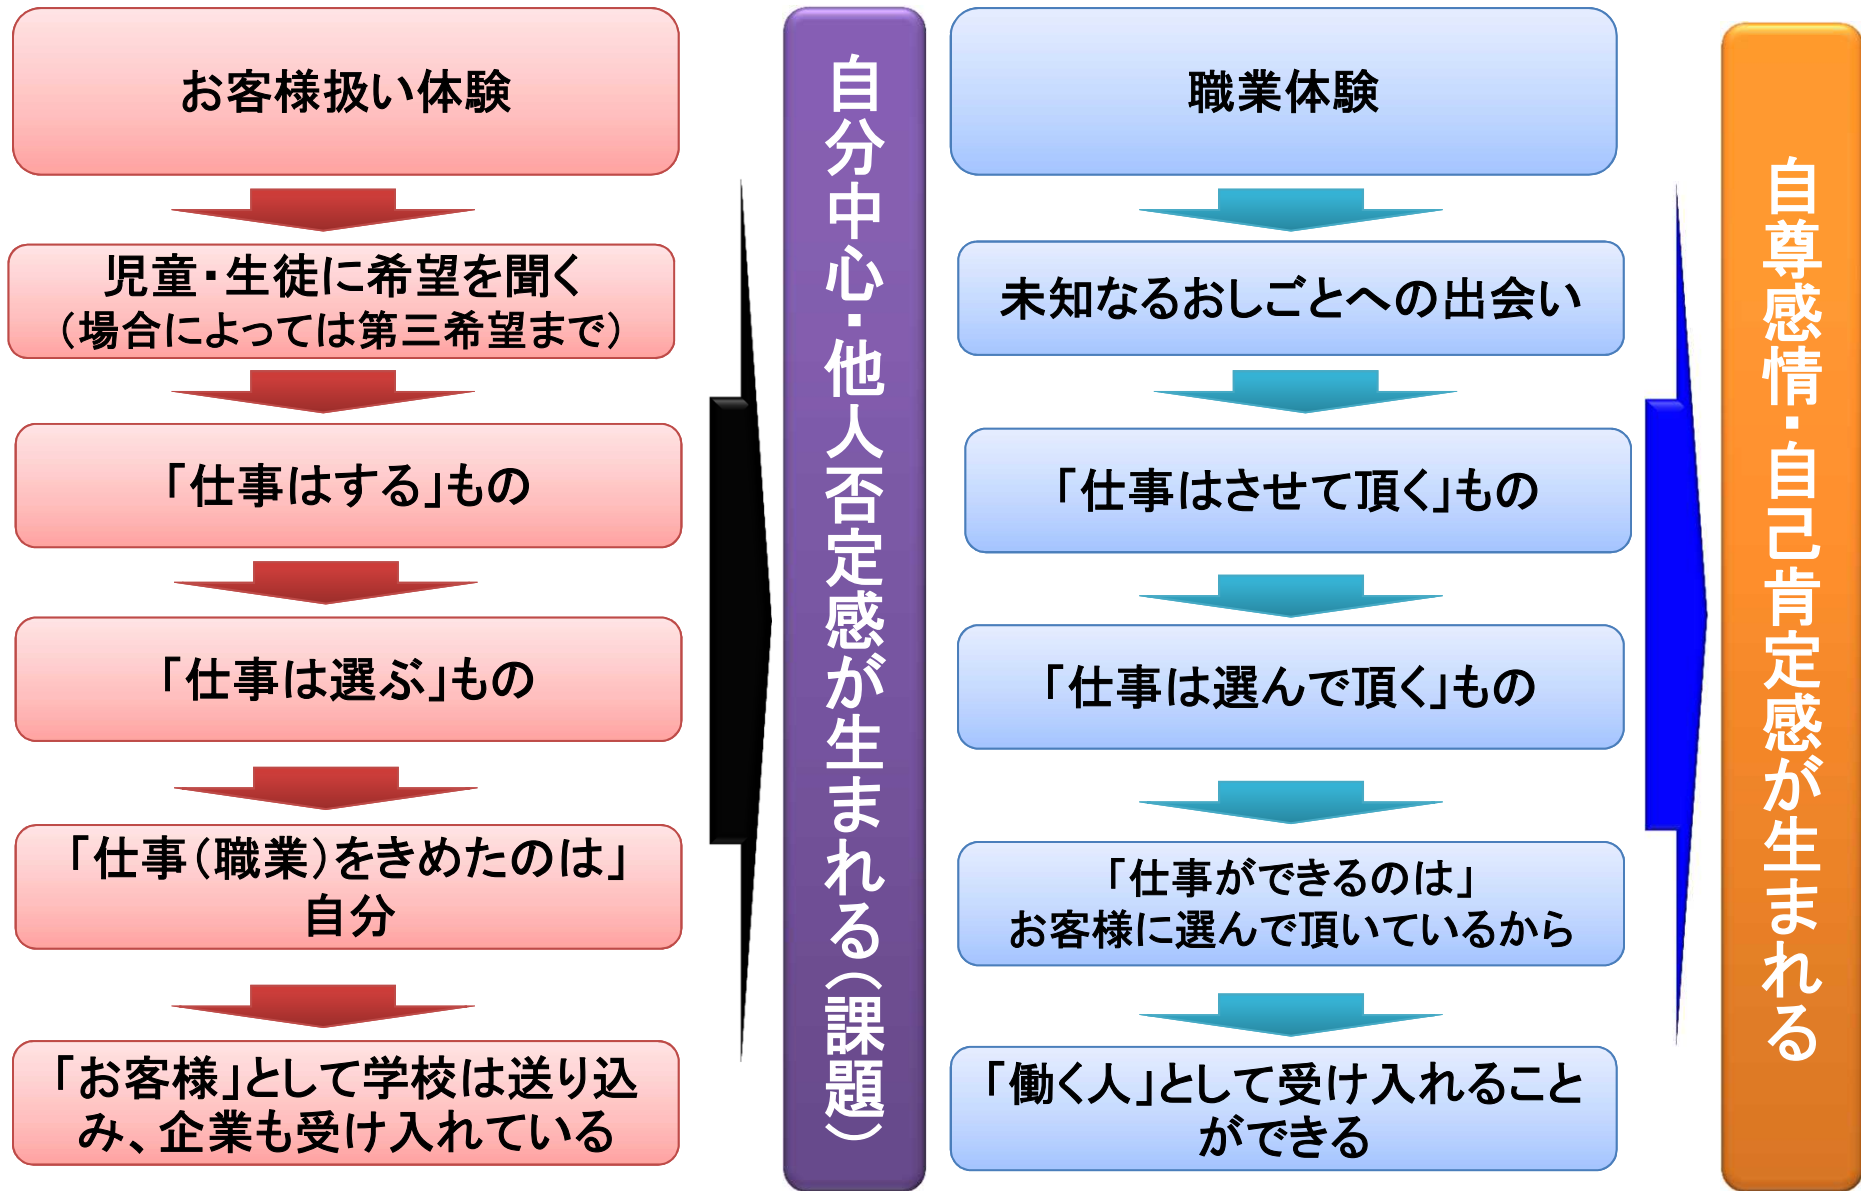 お客様扱い体験
児童・生徒に希望を聞く
（場合によっては第三希望まで）
「仕事はする」もの
「仕事は選ぶ」もの
「仕事（職業）をきめたのは」
自分
「お客様」として学校は送り込
み、企業も受け入れている
自分中心・他人否定感が生まれる（課題）
職業体験
未知なるおしごとへの出会い
「仕事はさせて頂く」もの
「仕事は選んで頂く」もの
「仕事ができるのは」
お客様に選んで頂いているから
「働く人」として受け入れること
ができる
自尊感情・自己肯定感が生まれる